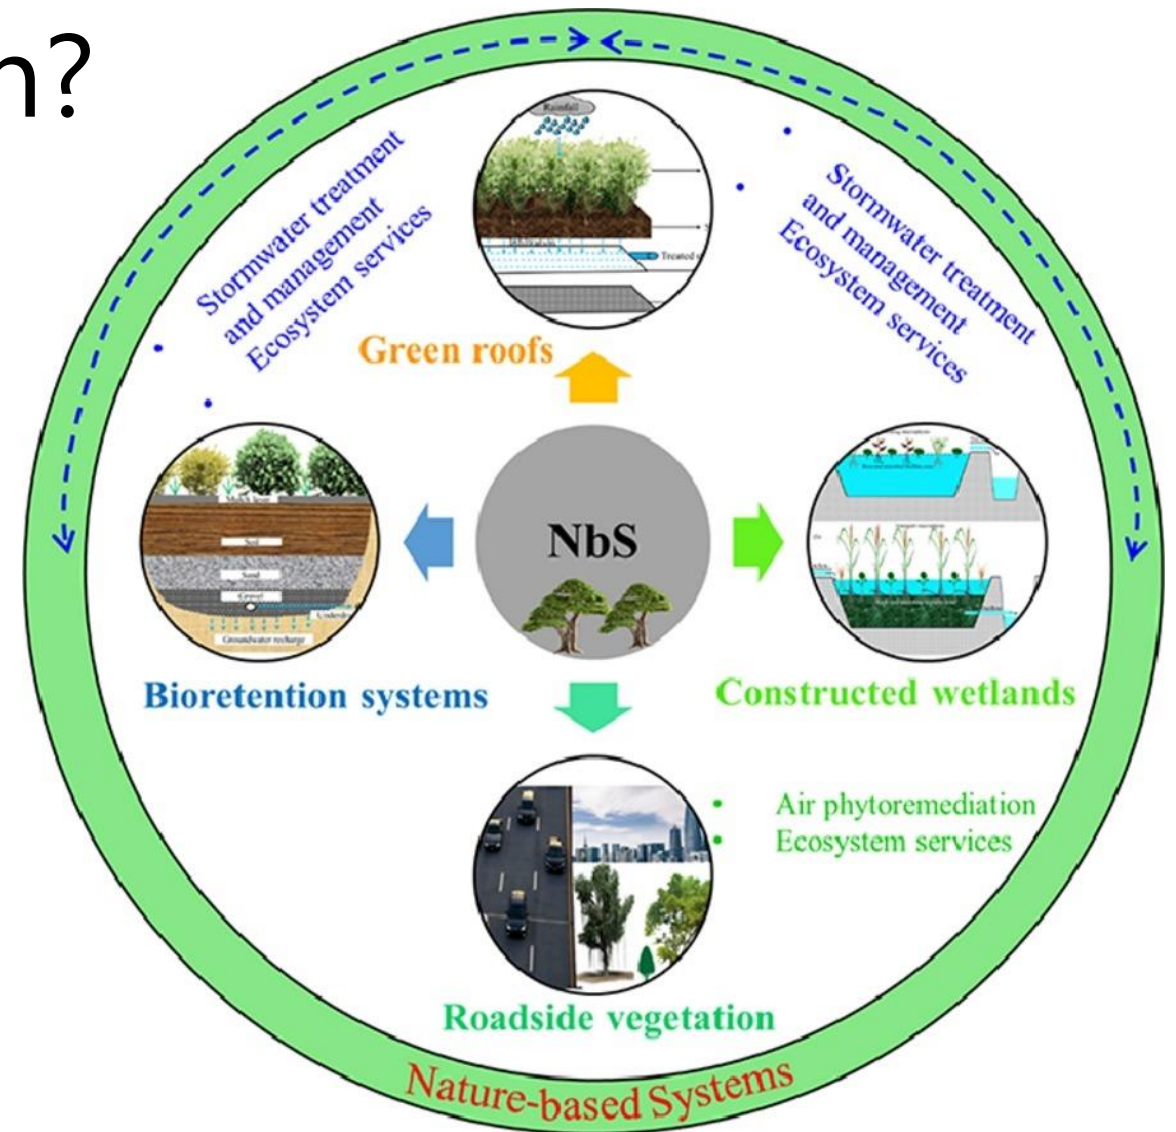 n?
Rainfall
Treated
Stormwater treatment
and management
Ecosystem services
Stormwater treatment
and management
Ecosystem services
Green roofs
NbS
Soil
Sand
Gravel
Groundwater recharge
Bioretention systems
Constructed wetlands
Air phytoremediation
Ecosystem services
Roadside vegetation
Nature-based Systems